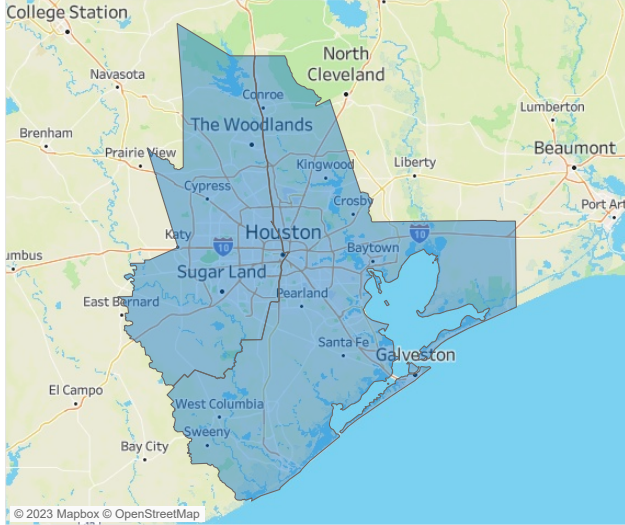 College Station
North
Cleveland
Navasota
Conroe
Lumberton
The Woodlands
Brenham
Beaumont
Prairie View
Kingwood
Liberty
Cypress
Crosby
Port Art
Katy
Houston
10
10
Baytown
umbus
Sugar Land
East Bernard
Pearland
Santa Fe
Galveston
El Campo
West Columbia
Sweeny
Bay City
© 2023 Mapbox © OpenStreetMap